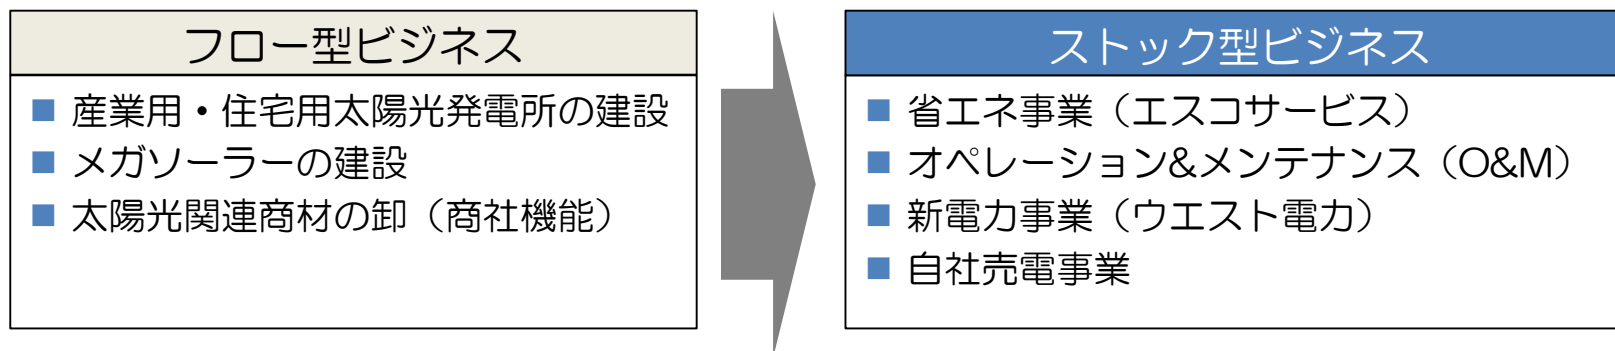 フロー型ビジネス
■ 産業用・住宅用太陽光発電所の建設
■ メガソーラーの建設
■ 太陽光関連商材の卸（商社機能）
ストック型ビジネス
■ 省エネ事業（エスコサービス）
■ オペレーション&メンテナンス（O&M）
■ 新電力事業（ウエスト電力）
■ 自社売電事業